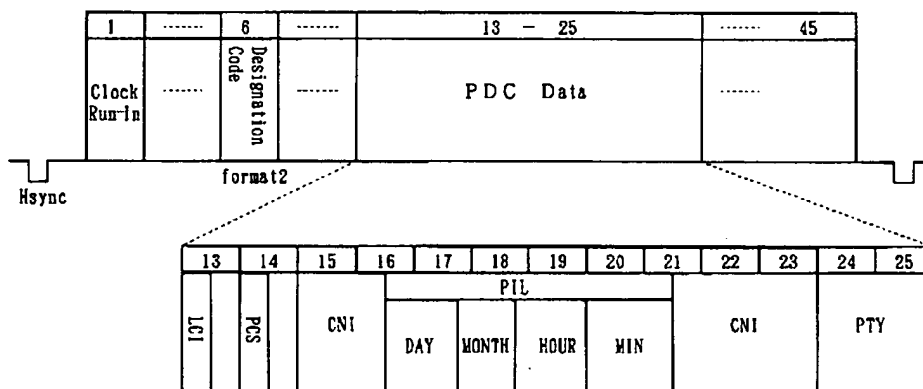 1 ------ 6 ------ 13 － 25 ------ 45
Clock Run-In
------
Designation Code
------
PDC Data
------
Hsync
format2
13 14 15 16 17 18 19 20 21 22 23 24 25
LCI
PCS
CNI
PIL
DAY
MONTH
HOUR
MIN
CNI
PTY